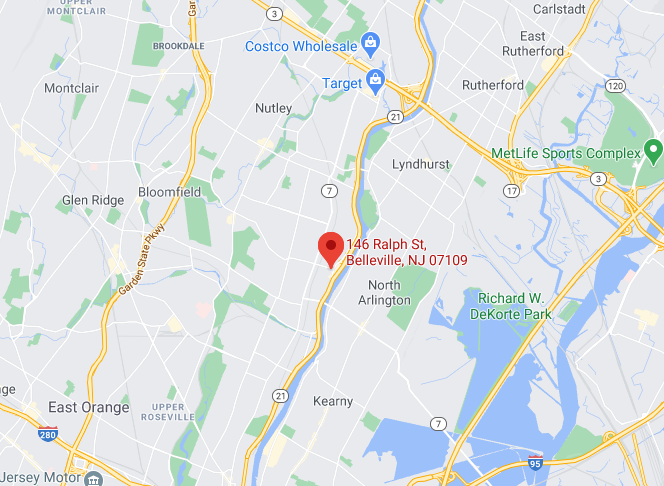 UPPER
MONTCLAIR
Gar
3
Carlstadt
BROOKDALE
Costco Wholesale
East
Rutherford
Target
Rutherford
120
Montclair
Nutley
21
MetLife Sports Complex
Lyndhurst
3
7
17
Bloomfield
Glen Ridge
Garden State Pkwy
146 Ralph St,
Belleville, NJ 07109
North
Arlington
Richard W.
DeKorte Park
nge
21
Kearny
East Orange
UPPER
ROSEVILLE
7
280
95
Jersey Motor